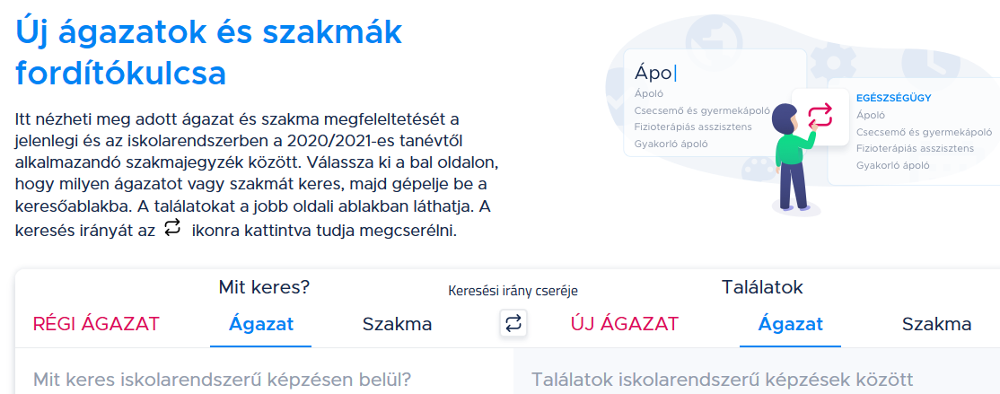 Új ágazatok és szakmák
fordítókulcsa
Itt nézheti meg adott ágazat és szakma megfeleltetését a
jelenlegi és az iskolarendszerben a 2020/2021-es tanévtől
alkalmazandó szakmajegyzék között. Válassza ki a bal oldalon,
hogy milyen ágazatot vagy szakmát keres, majd gépelje be a
keresőablakba. A találatokat a jobb oldali ablakban láthatja. A
keresés irányát az ikonra kattintva tudja megcserélni.
Ápo
Ápoló
Csecsemő és gyermekápoló
Fizioterápiás asszisztens
Gyakorló ápoló
EGÉSZSÉGÜGY
Ápoló
Csecsemő és gyermekápoló
Fizioterápiás asszisztens
Gyakorló ápoló
Mit keres?
Keresési irány cseréje
Találatok
RÉGI ÁGAZAT Ágazat Szakma
ÚJ ÁGAZAT Ágazat Szakma
Mit keres iskolarendszerű képzésen belül?
Találatok iskolarendszerű képzések között